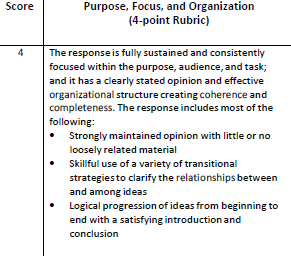 Score Purpose, Focus, and Organization
(4-point Rubric)
4 The response is fully sustained and consistently
focused within the purpose, audience, and task;
and it has a clearly stated opinion and effective
organizational structure creating coherence and
completeness. The response includes most of the
following:
• Strongly maintained opinion with little or no
loosely related material
• Skillful use of a variety of transitional
strategies to clarify the relationships between
and among ideas
• Logical progression of ideas from beginning to
end with a satisfying introduction and
conclusion